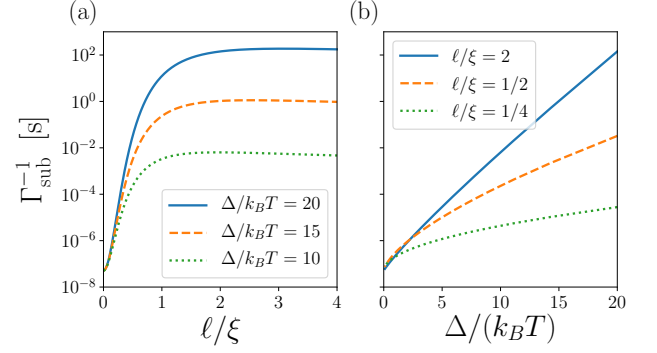 (a)
(b)
Γ_sub^{-1} [s]
10^2
10^0
10^{-2}
10^{-4}
10^{-6}
10^{-8}
Δ/k_BT = 20
Δ/k_BT = 15
Δ/k_BT = 10
0 1 2 3 4
ℓ/ξ
ℓ/ξ = 2
ℓ/ξ = 1/2
ℓ/ξ = 1/4
0 5 10 15 20
Δ/(k_BT)